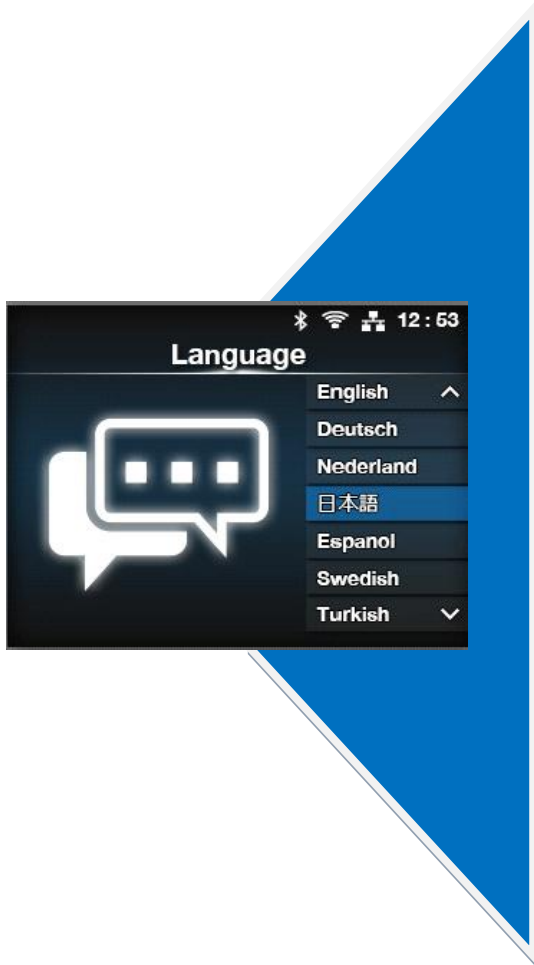 12:53
Language
English
Deutsch
Nederland
日本語
Espanol
Swedish
Turkish